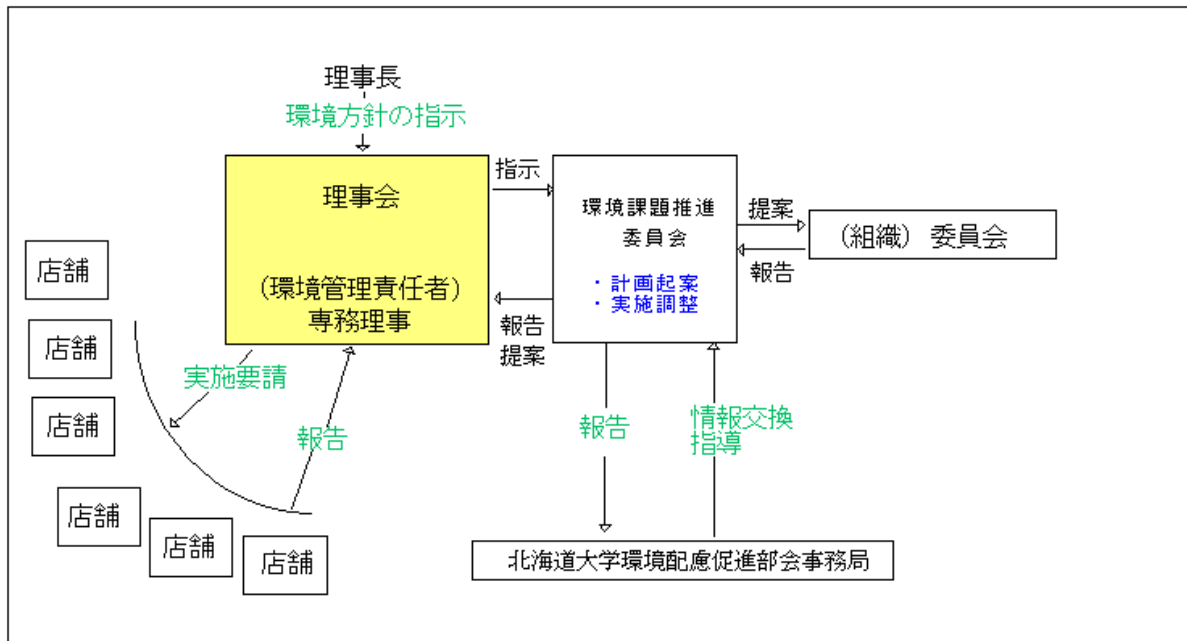 理事長
環境方針の指示
理事会
(環境管理責任者)
専務理事
指示
報告
提案
環境課題推進
委員会
・計画起案
・実施調整
提案
報告
(組織) 委員会
店舗
店舗
店舗
店舗
店舗
店舗
実施要請
報告
報告
情報交換
指導
北海道大学環境配慮促進部会事務局